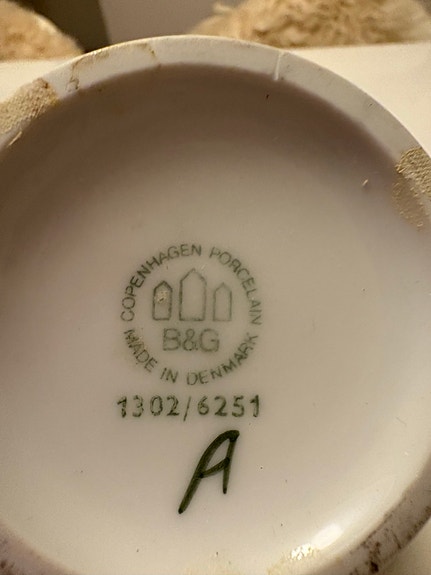 COPENHAGEN PORCELAIN
B&G
MADE IN DENMARK
1302/6251
A